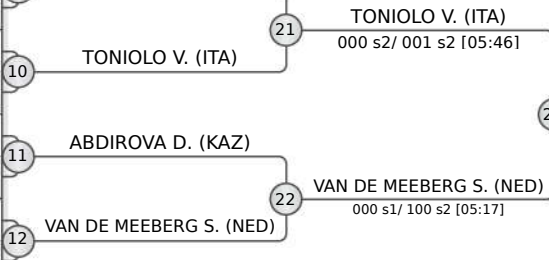 TONIOLO V. (ITA)
21
000 s2/ 001 s2 [05:46]
TONIOLO V. (ITA)
10
ABDIROVA D. (KAZ)
11
VAN DE MEEBERG S. (NED)
22
000 s1/ 100 s2 [05:17]
VAN DE MEEBERG S. (NED)
12